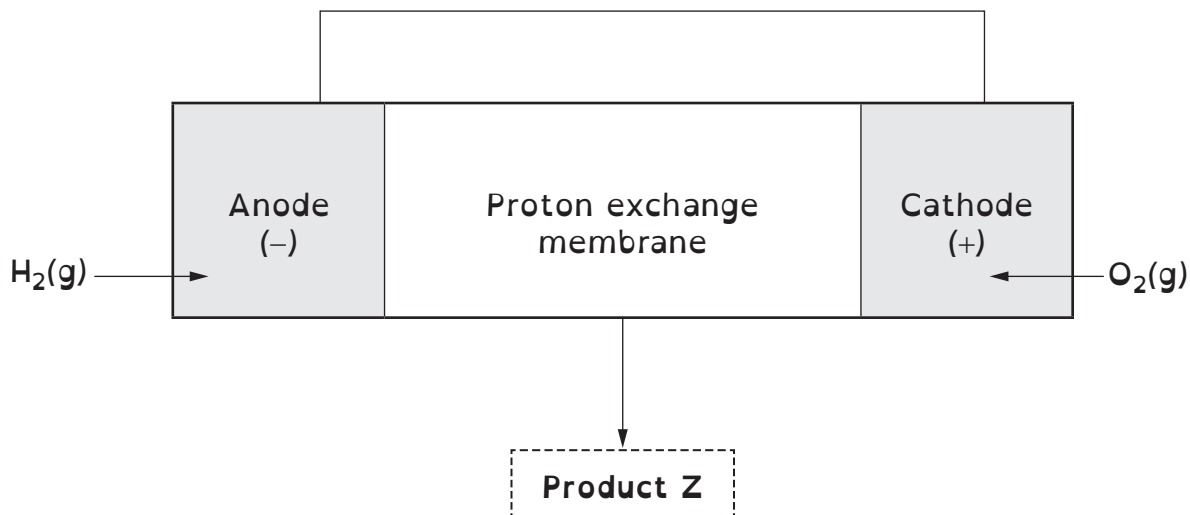 Anode
(–)
Proton exchange
membrane
Cathode
(+)
H₂(g)
O₂(g)
Product Z